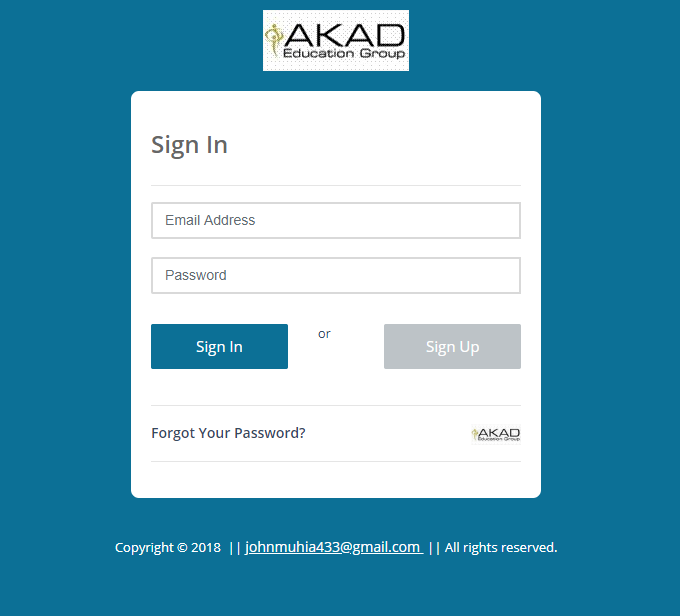 AKAD
Education Group
Sign In
Email Address
Password
Sign In or Sign Up
Forgot Your Password? AKAD
Education Group
Copyright © 2018 || johnmuhia433@gmail.com || All rights reserved.